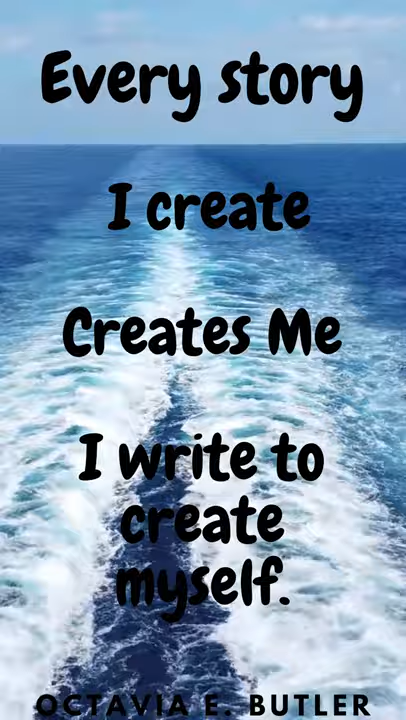 Every story
I create
Creates Me
I write to
create
myself.
OCTAVIA E. BUTLER